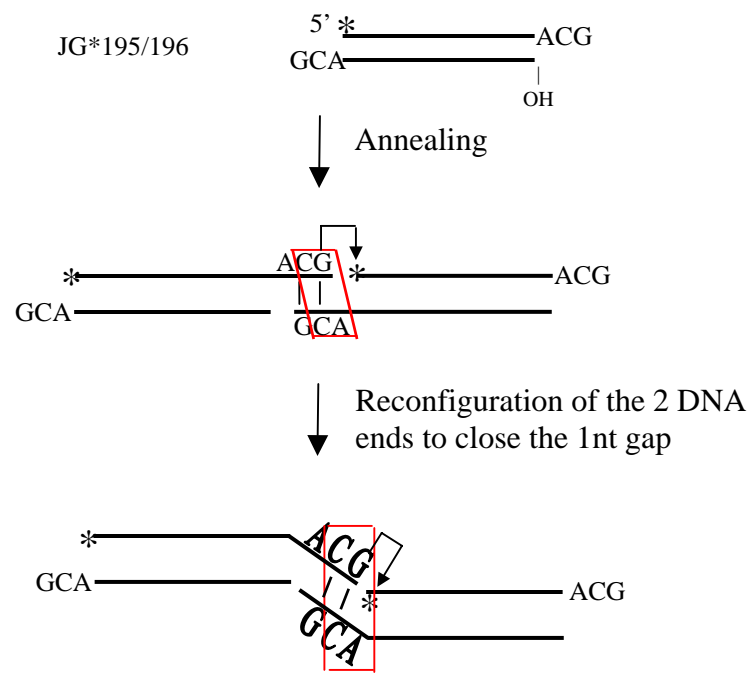 5' * ACG
JG*195/196
GCA
OH
Annealing
ACG
* * ACG
GCA
GCA
Reconfiguration of the 2 DNA
ends to close the 1nt gap
ACG
*
GCA * ACG
GCA